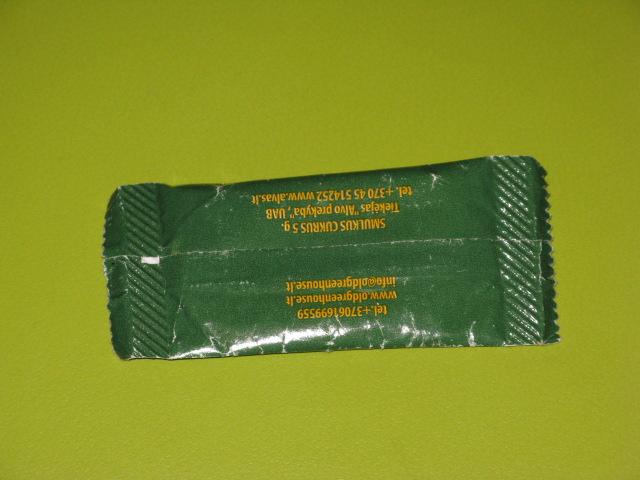 tel.+37061699559
www.oldgreenhouse.lt
info@oldgreenhouse.lt
SMULKUS CUKRUS 5 g.
Tiekėjas "Alvo prekyba", UAB
tel.+370 45 514252 www.alvas.lt